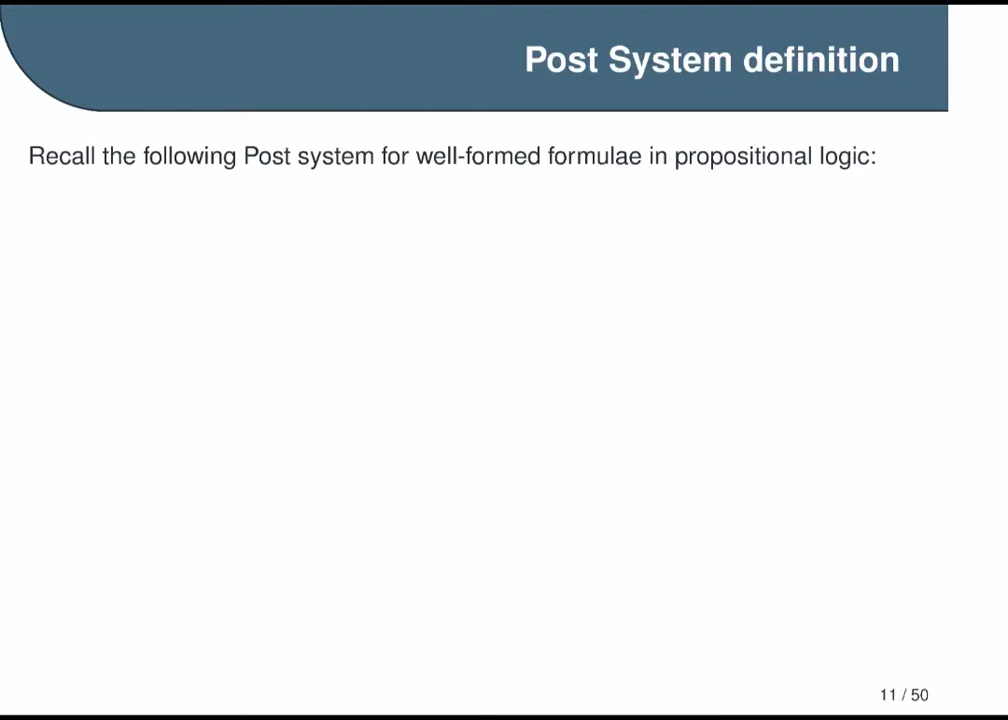 Post System definition
Recall the following Post system for well-formed formulae in propositional logic:
11 / 50